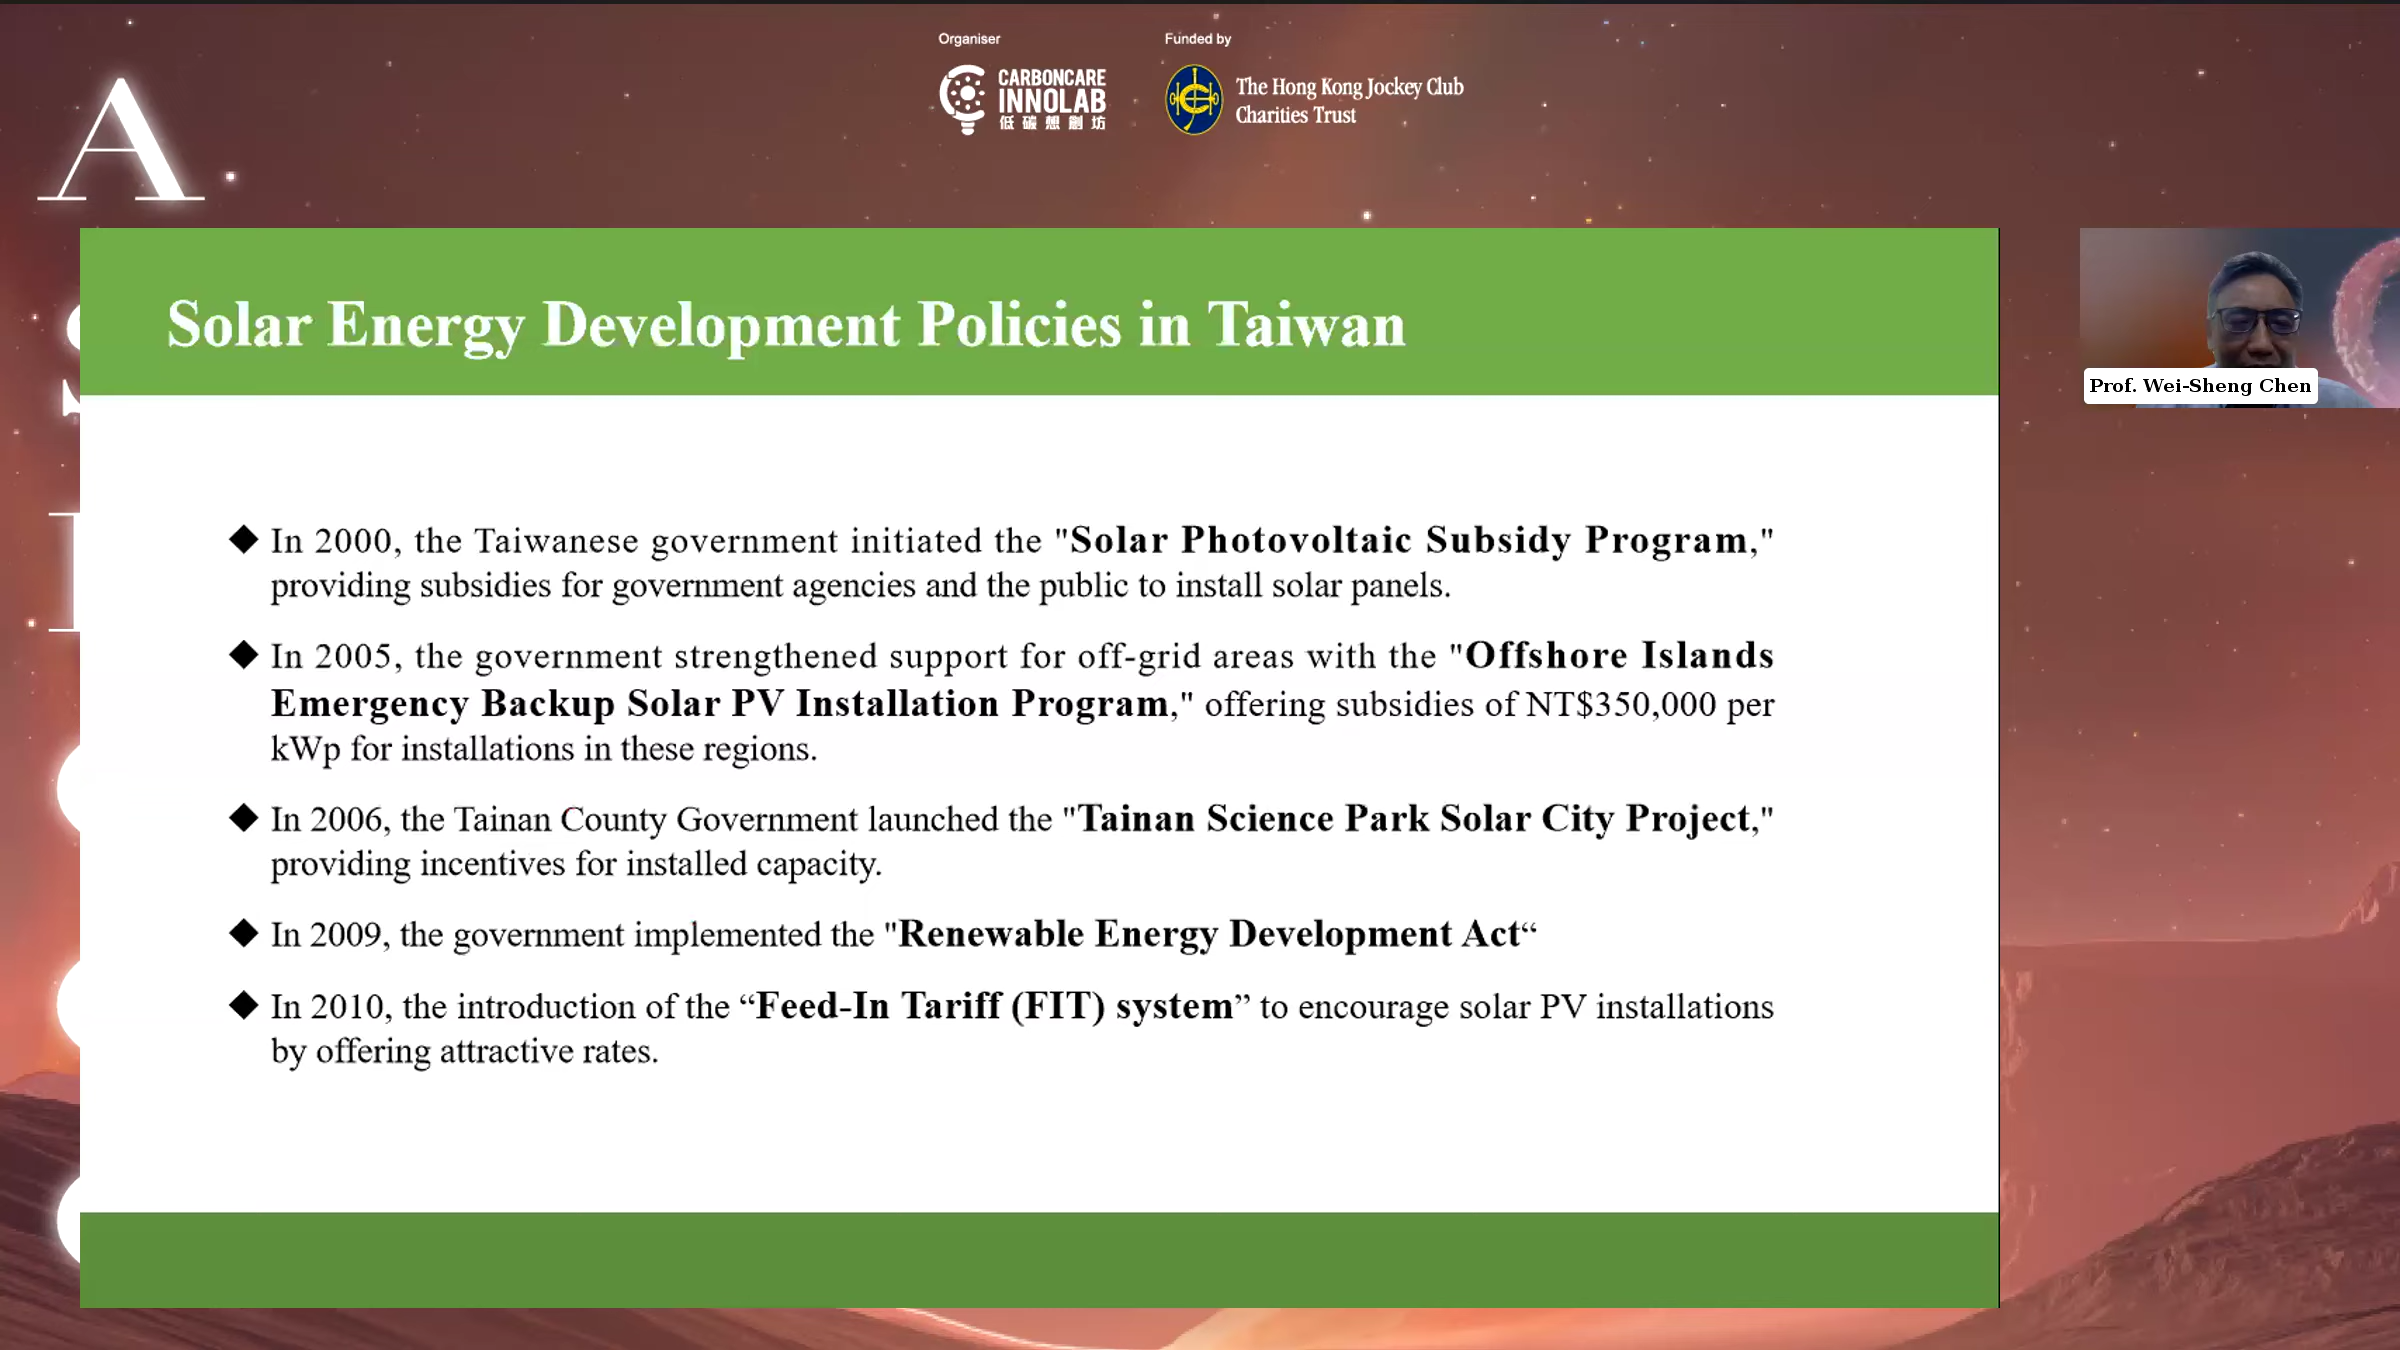 Organiser
Funded by
CARBONCARE
INNOLAB
低碳想創坊
The Hong Kong Jockey Club
Charities Trust
A
Solar Energy Development Policies in Taiwan
Prof. Wei-Sheng Chen
◆ In 2000, the Taiwanese government initiated the "Solar Photovoltaic Subsidy Program,"
providing subsidies for government agencies and the public to install solar panels.
◆ In 2005, the government strengthened support for off-grid areas with the "Offshore Islands
Emergency Backup Solar PV Installation Program," offering subsidies of NT$350,000 per
kWp for installations in these regions.
◆ In 2006, the Tainan County Government launched the "Tainan Science Park Solar City Project,"
providing incentives for installed capacity.
◆ In 2009, the government implemented the "Renewable Energy Development Act“
◆ In 2010, the introduction of the “Feed-In Tariff (FIT) system” to encourage solar PV installations
by offering attractive rates.